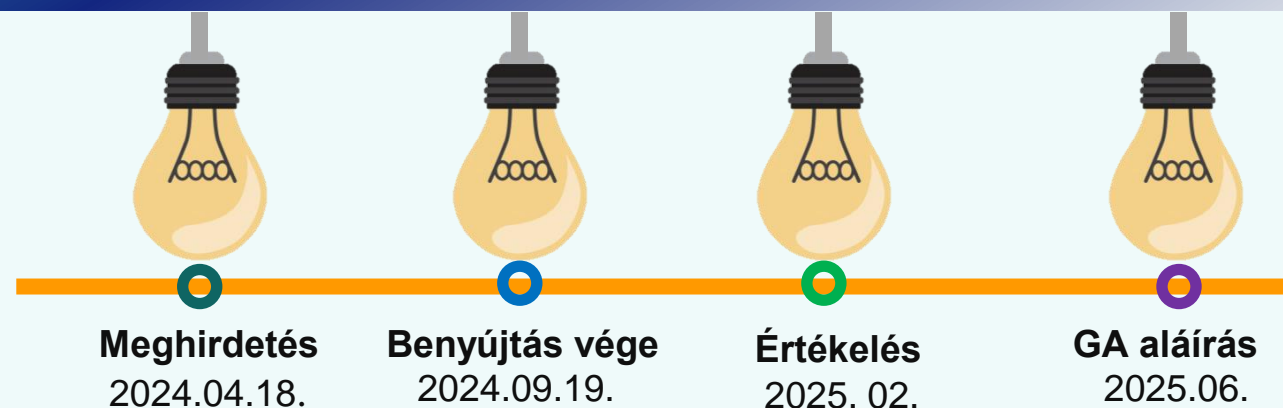 Meghirdetés
2024.04.18.
Benyújtás vége
2024.09.19.
Értékelés
2025. 02.
GA aláírás
2025.06.